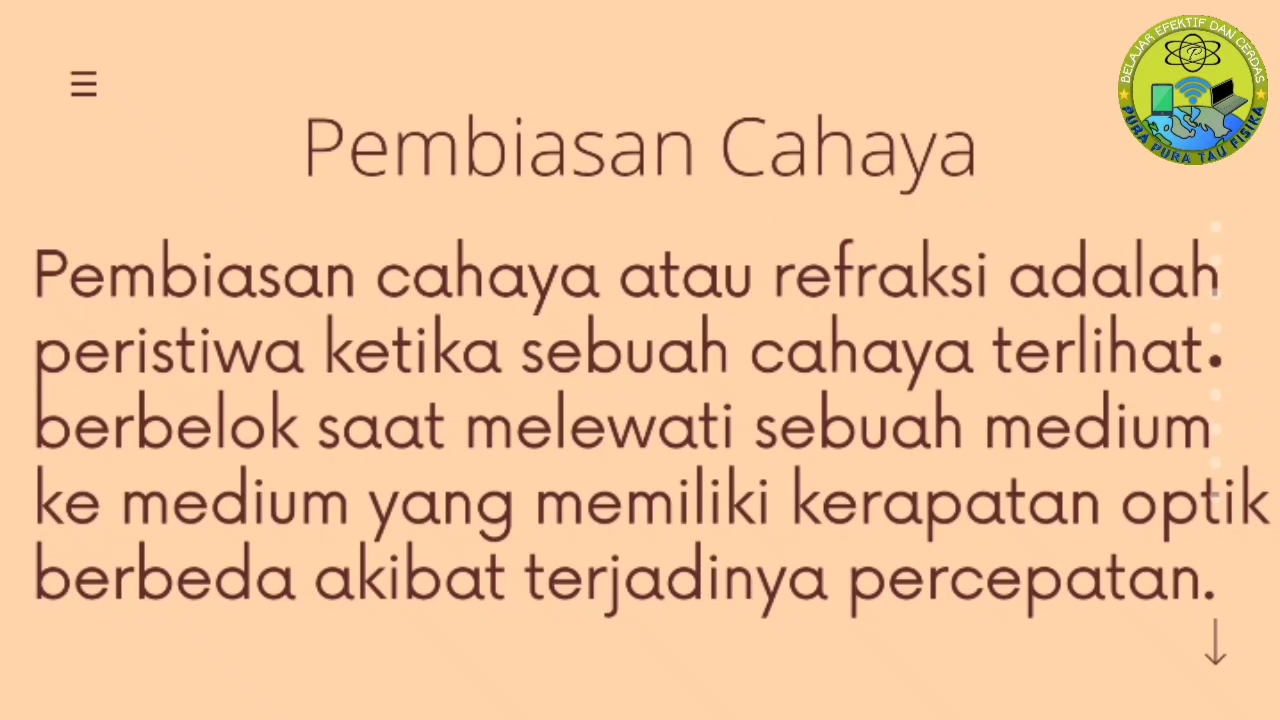 BELAJAR EFEKTIF DAN CERDAS
PURA PURA TAU FISIKA
Pembiasan Cahaya
Pembiasan cahaya atau refraksi adalah
peristiwa ketika sebuah cahaya terlihat
berbelok saat melewati sebuah medium
ke medium yang memiliki kerapatan optik
berbeda akibat terjadinya percepatan.